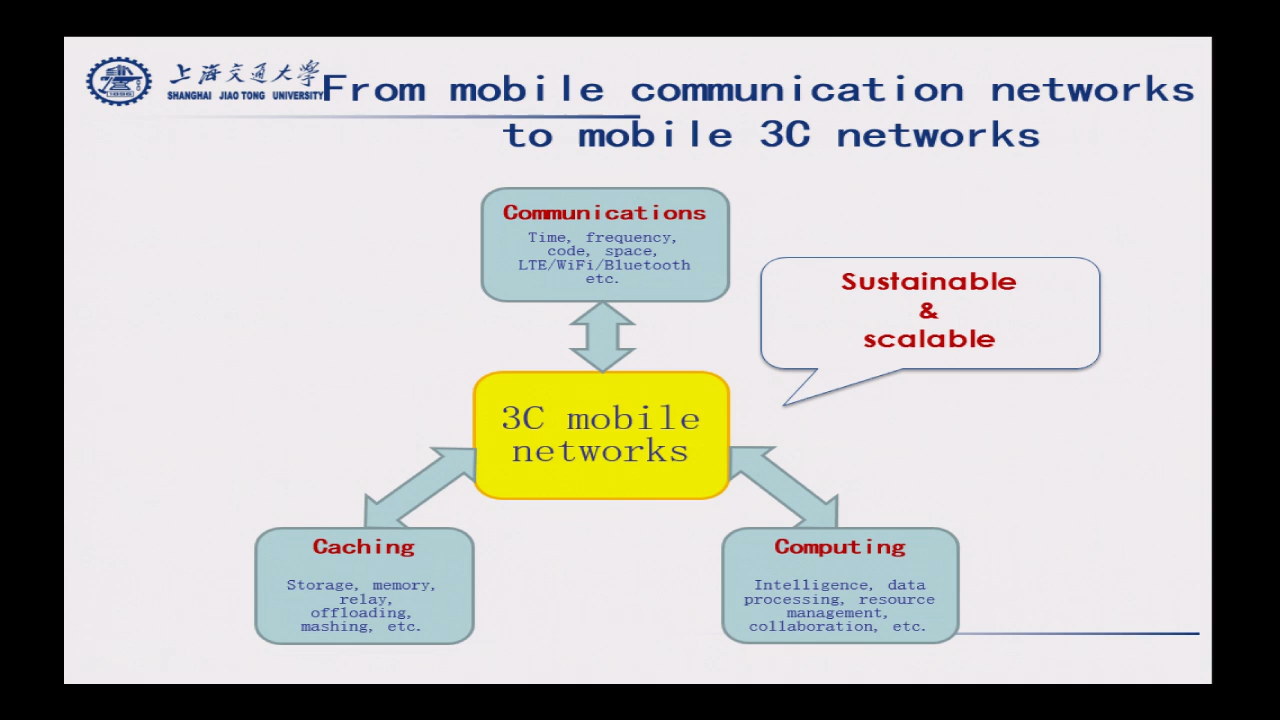 上海交通大學
SHANGHAI JIAO TONG UNIVERSITY
From mobile communication networks
to mobile 3C networks
Communications
Time, frequency,
code, space,
LTE/WiFi/Bluetooth
etc.
Sustainable
&
scalable
3C mobile
networks
Caching
Storage, memory,
relay,
offloading,
mashing, etc.
Computing
Intelligence, data
processing, resource
management,
collaboration, etc.